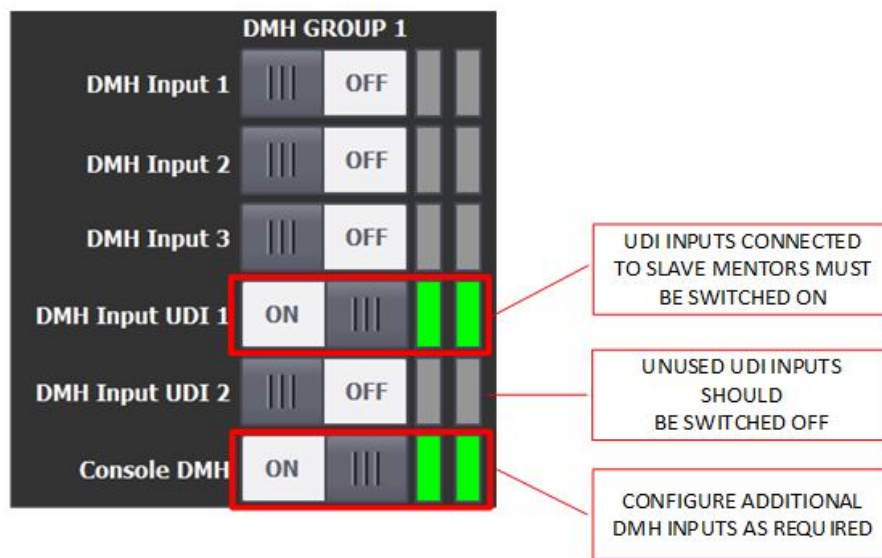 DMH GROUP 1
DMH Input 1 OFF
DMH Input 2 OFF
DMH Input 3 OFF
DMH Input UDI 1 ON
DMH Input UDI 2 OFF
Console DMH ON
UDI INPUTS CONNECTED
TO SLAVE MENTORS MUST
BE SWITCHED ON
UNUSED UDI INPUTS
SHOULD
BE SWITCHED OFF
CONFIGURE ADDITIONAL
DMH INPUTS AS REQUIRED